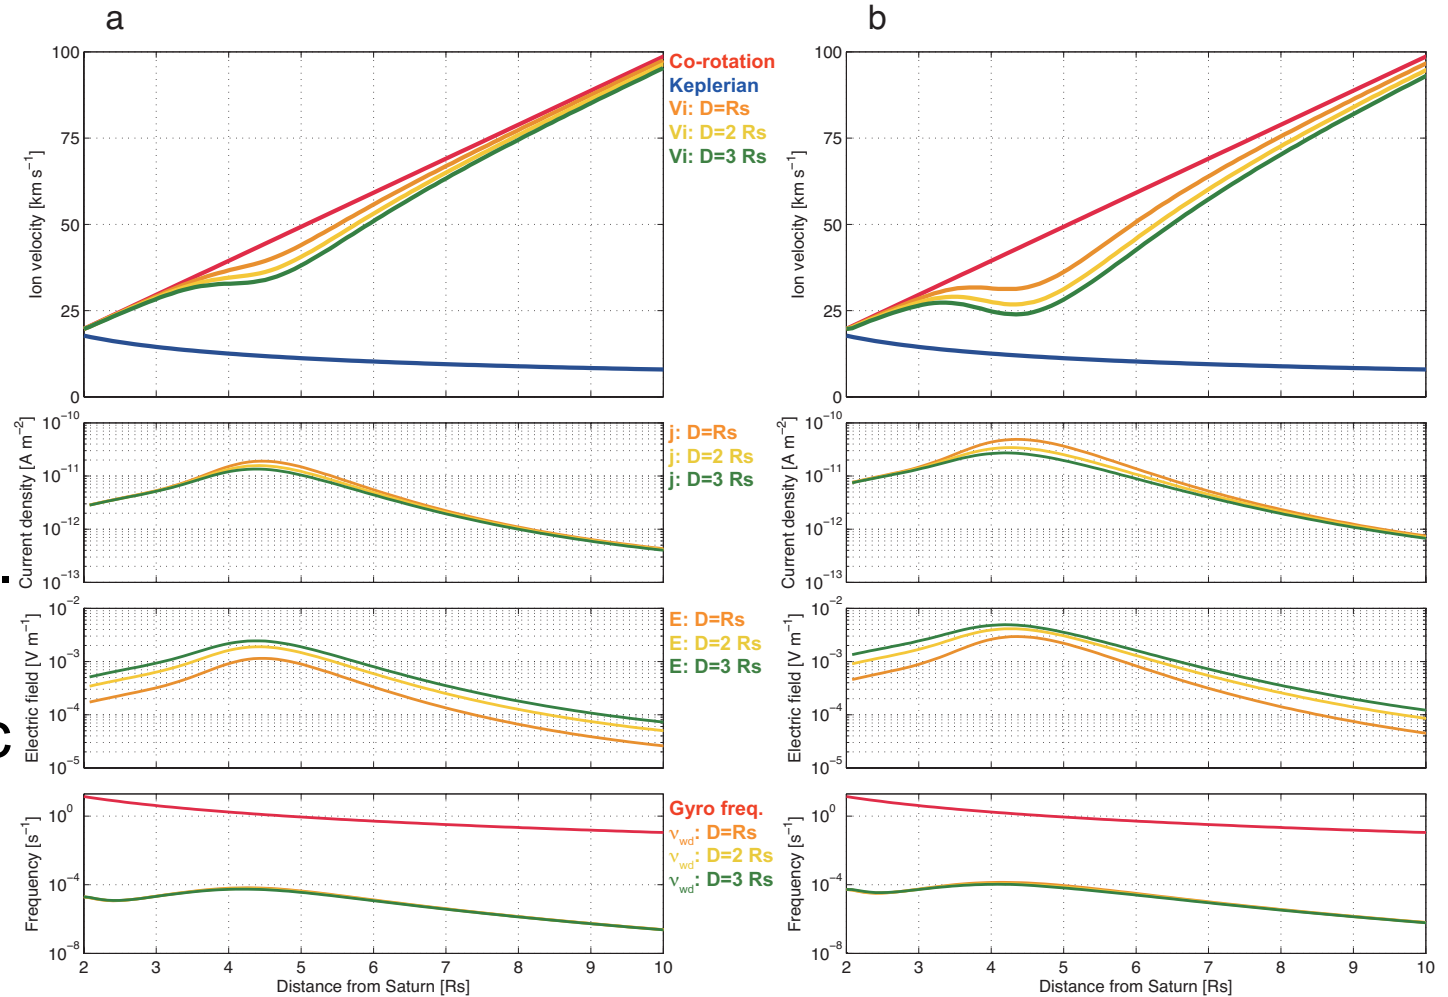 a
b
100
75
50
25
0
Ion velocity [km s⁻¹]
Co-rotation
Keplerian
Vi: D=Rs
Vi: D=2 Rs
Vi: D=3 Rs
100
75
50
25
0
Ion velocity [km s⁻¹]
10⁻¹⁰
10⁻¹¹
10⁻¹²
10⁻¹³
Current density [A m⁻²]
j: D=Rs
j: D=2 Rs
j: D=3 Rs
10⁻¹⁰
10⁻¹¹
10⁻¹²
10⁻¹³
Current density [A m⁻²]
.
10⁻²
10⁻³
10⁻⁴
10⁻⁵
Electric field [V m⁻¹]
E: D=Rs
E: D=2 Rs
E: D=3 Rs
10⁻²
10⁻³
10⁻⁴
10⁻⁵
Electric field [V m⁻¹]
c
10⁰
10⁻⁴
10⁻⁸
Frequency [s⁻¹]
Gyro freq.
ν_wd: D=Rs
ν_wd: D=2 Rs
ν_wd: D=3 Rs
10⁰
10⁻⁴
10⁻⁸
Frequency [s⁻¹]
2 3 4 5 6 7 8 9 10
Distance from Saturn [Rs]
2 3 4 5 6 7 8 9 10
Distance from Saturn [Rs]